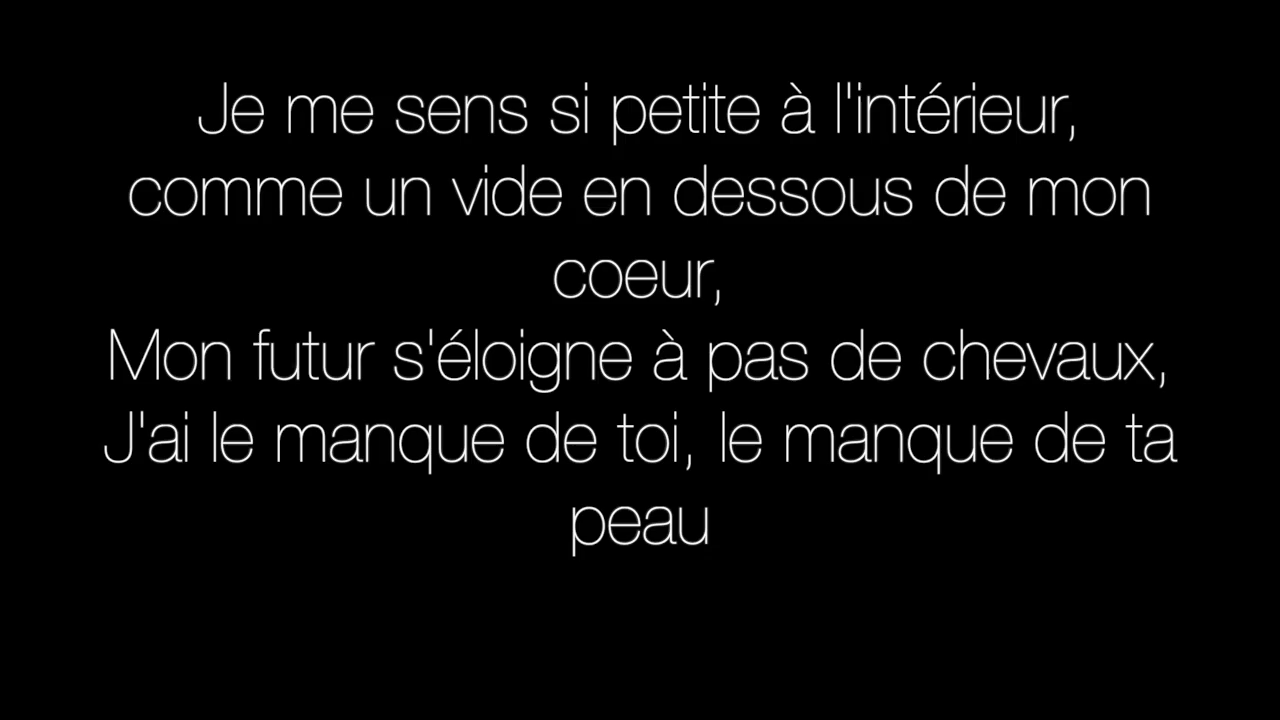 Je me sens si petite à l'intérieur,
comme un vide en dessous de mon
coeur,
Mon futur s'éloigne à pas de chevaux,
J'ai le manque de toi, le manque de ta
peau